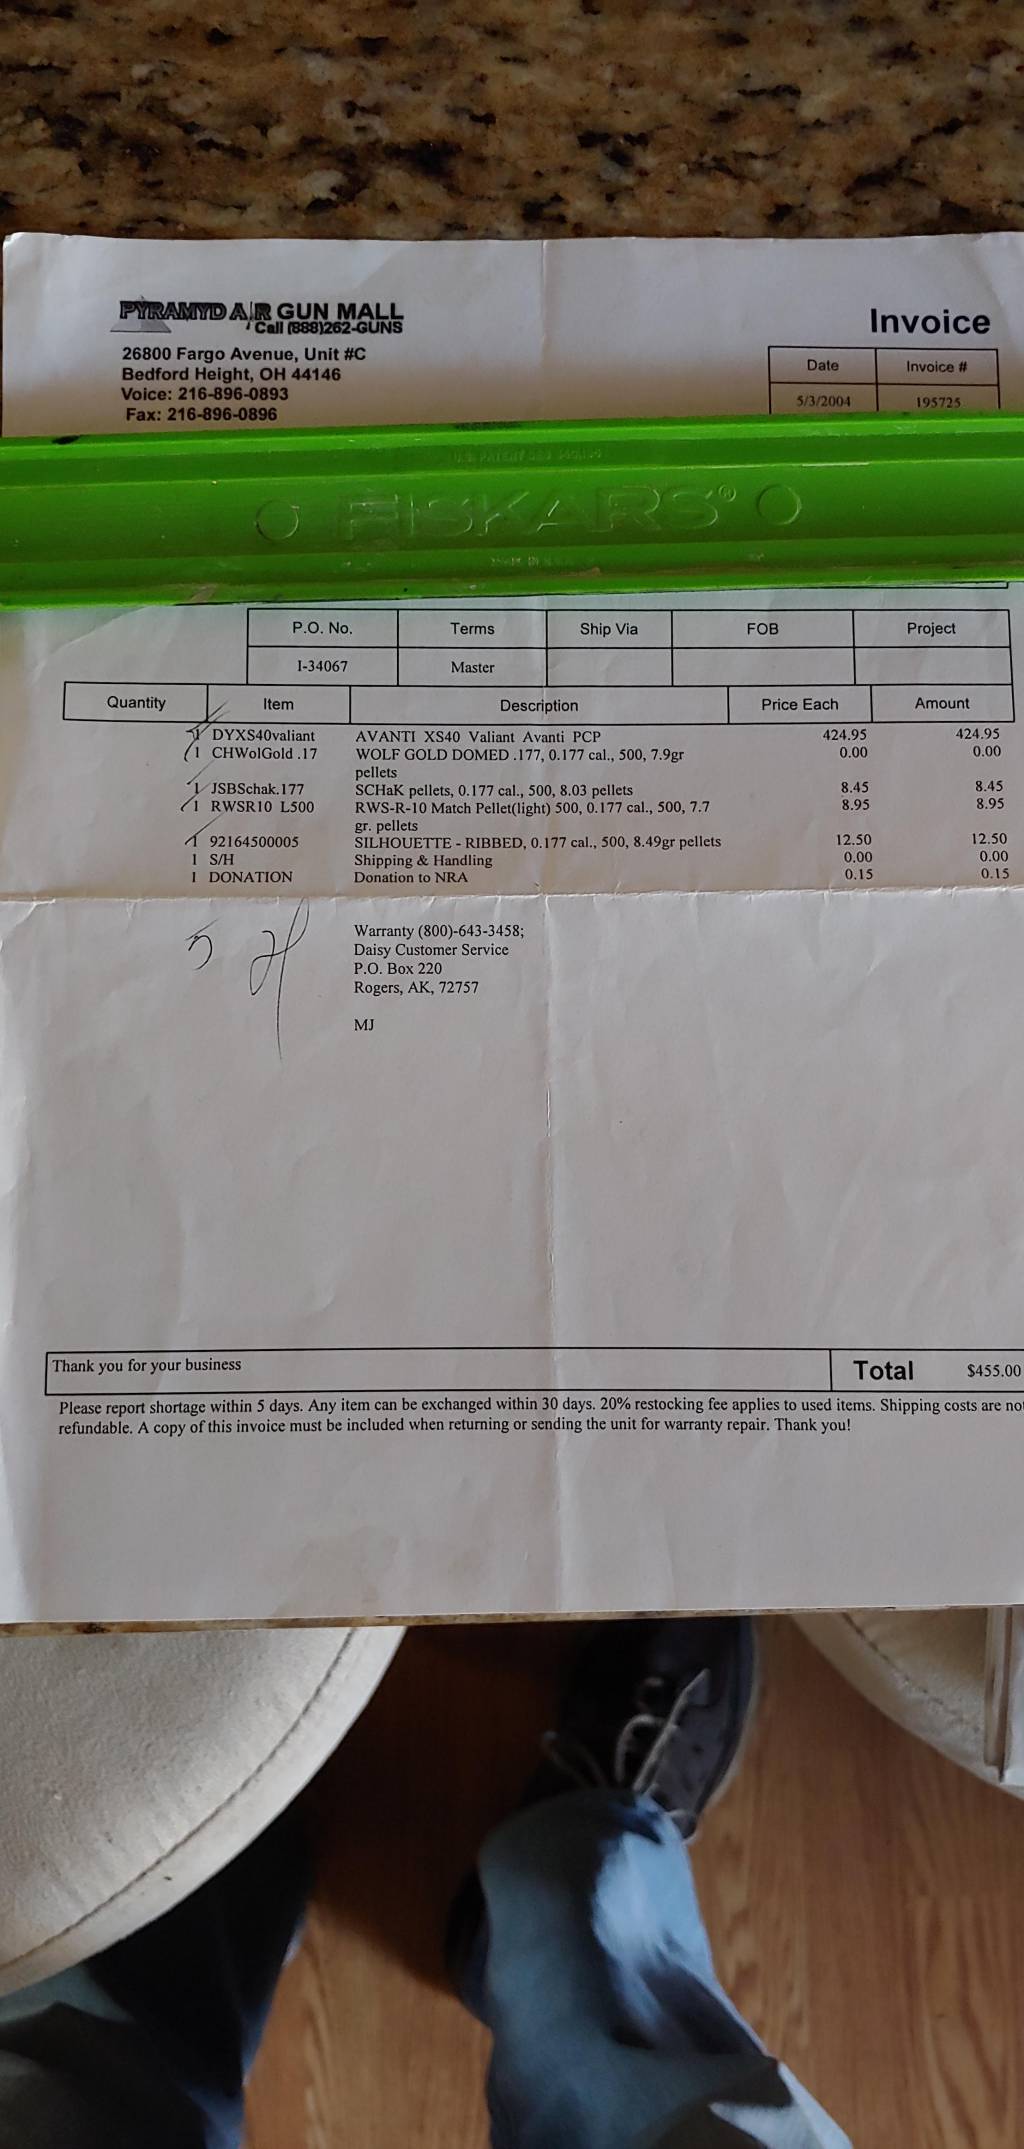 PYRAMYD AIR GUN MALL
Call (888)262-GUNS
26800 Fargo Avenue, Unit #C
Bedford Height, OH 44146
Voice: 216-896-0893
Fax: 216-896-0896
Invoice
Date Invoice #
5/3/2004 195725
FISKARS®
P.O. No. Terms Ship Via FOB Project
I-34067 Master
Quantity Item Description Price Each Amount
1 DYXS40valiant AVANTI XS40 Valiant Avanti PCP 424.95 424.95
1 CHWolGold .17 WOLF GOLD DOMED .177, 0.177 cal., 500, 7.9gr 0.00 0.00
pellets
1 JSBSchak.177 SCHaK pellets, 0.177 cal., 500, 8.03 pellets 8.45 8.45
1 RWSR10 L500 RWS-R-10 Match Pellet(light) 500, 0.177 cal., 500, 7.7 8.95 8.95
gr. pellets
1 92164500005 SILHOUETTE - RIBBED, 0.177 cal., 500, 8.49gr pellets 12.50 12.50
1 S/H Shipping & Handling 0.00 0.00
1 DONATION Donation to NRA 0.15 0.15
Warranty (800)-643-3458;
Daisy Customer Service
P.O. Box 220
Rogers, AK, 72757
MJ
Thank you for your business Total $455.00
Please report shortage within 5 days. Any item can be exchanged within 30 days. 20% restocking fee applies to used items. Shipping costs are no
refundable. A copy of this invoice must be included when returning or sending the unit for warranty repair. Thank you!